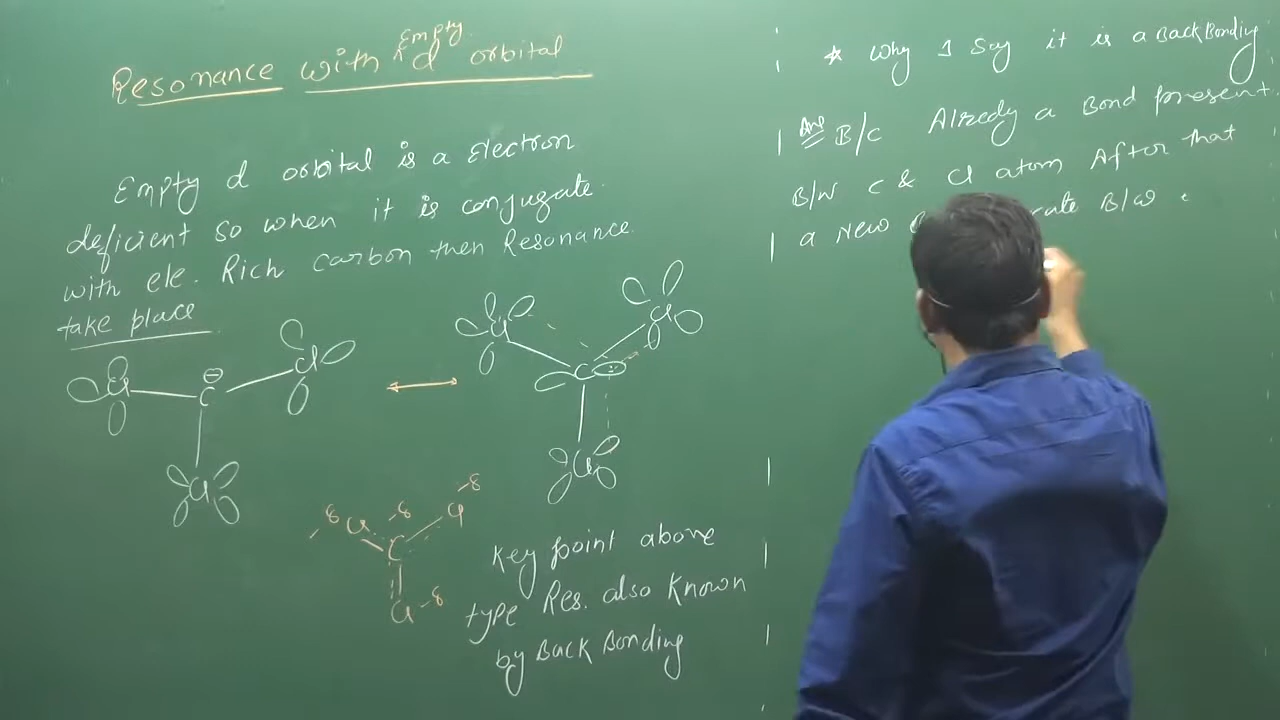 Resonance with Empty d orbital
Empty d orbital is a Electron
deficient so when it is conjugate.
with ele. Rich carbon then Resonance.
take place
Cl C ⊖ Cl
Cl
Cl C Cl
Cl
-δ Cl -δ C Cl -δ
Cl -δ
Key point above
type Res. also known
by Back Bonding
* Why I Say it is a Back Bonding
Ans B/C Alredy a Bond present.
B/W C & Cl atom After that
a New rate B/W